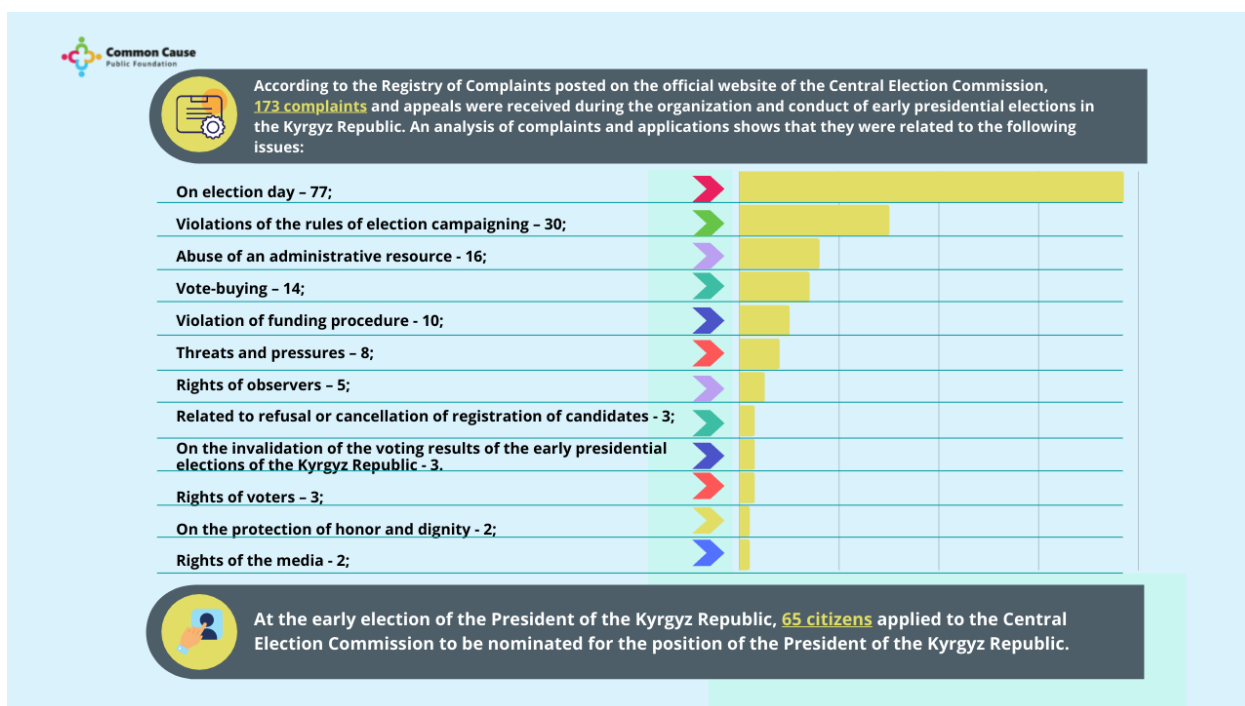 Common Cause
Public Foundation
According to the Registry of Complaints posted on the official website of the Central Election Commission,
173 complaints and appeals were received during the organization and conduct of early presidential elections in
the Kyrgyz Republic. An analysis of complaints and applications shows that they were related to the following
issues:
On election day – 77;
Violations of the rules of election campaigning – 30;
Abuse of an administrative resource - 16;
Vote-buying – 14;
Violation of funding procedure - 10;
Threats and pressures – 8;
Rights of observers – 5;
Related to refusal or cancellation of registration of candidates - 3;
On the invalidation of the voting results of the early presidential
elections of the Kyrgyz Republic - 3.
Rights of voters – 3;
On the protection of honor and dignity - 2;
Rights of the media - 2;
At the early election of the President of the Kyrgyz Republic, 65 citizens applied to the Central
Election Commission to be nominated for the position of the President of the Kyrgyz Republic.